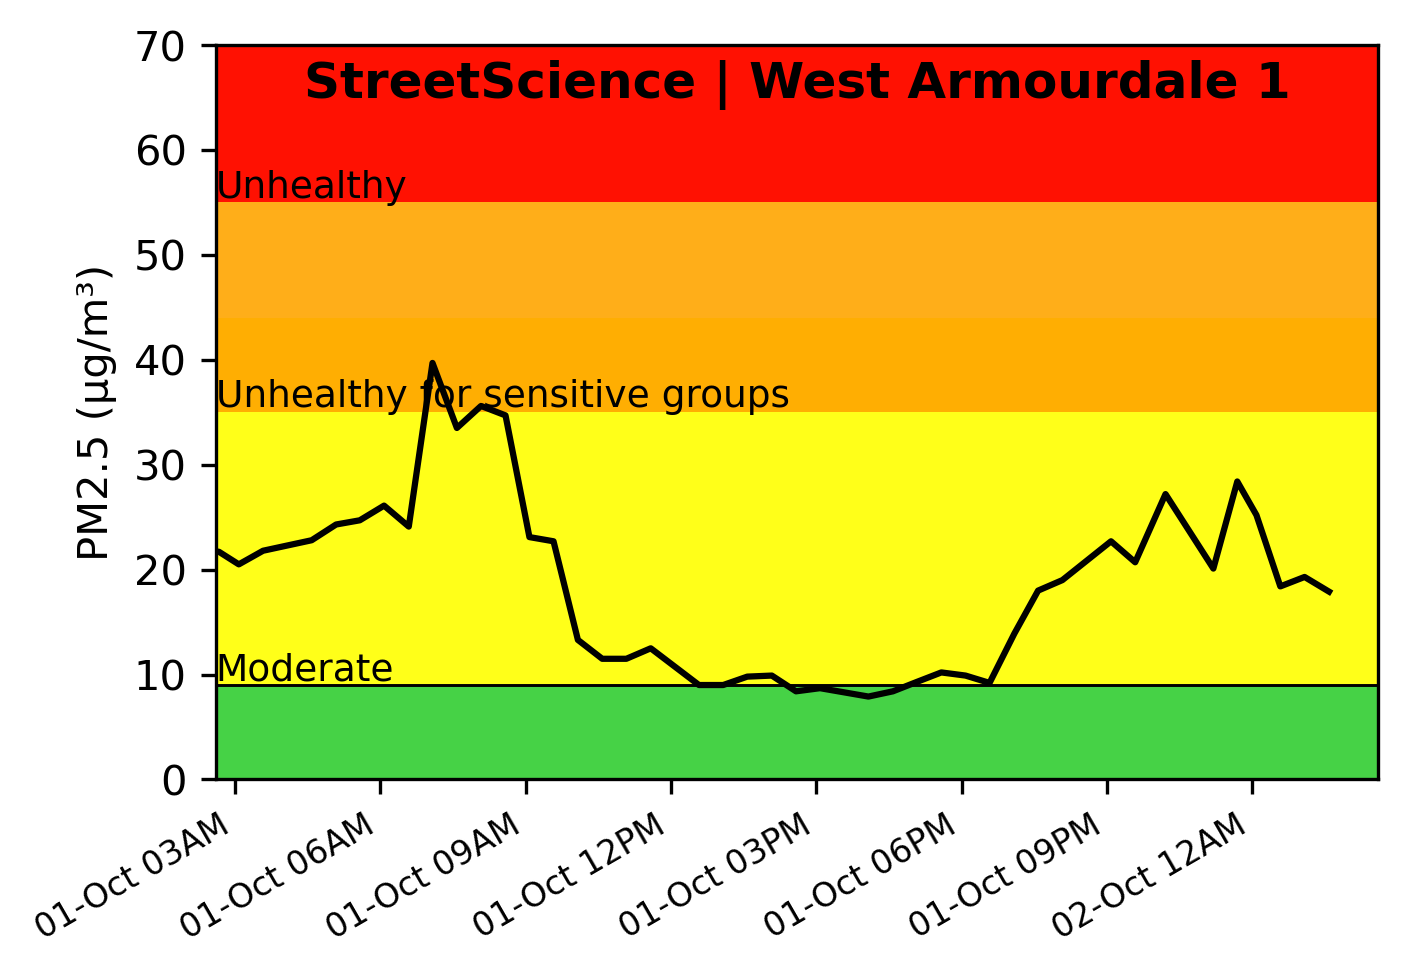 StreetScience | West Armourdale 1
70
60
50
40
30
20
10
0
PM2.5 (µg/m³)
Unhealthy
Unhealthy for sensitive groups
Moderate
01-Oct 03AM
01-Oct 06AM
01-Oct 09AM
01-Oct 12PM
01-Oct 03PM
01-Oct 06PM
01-Oct 09PM
02-Oct 12AM